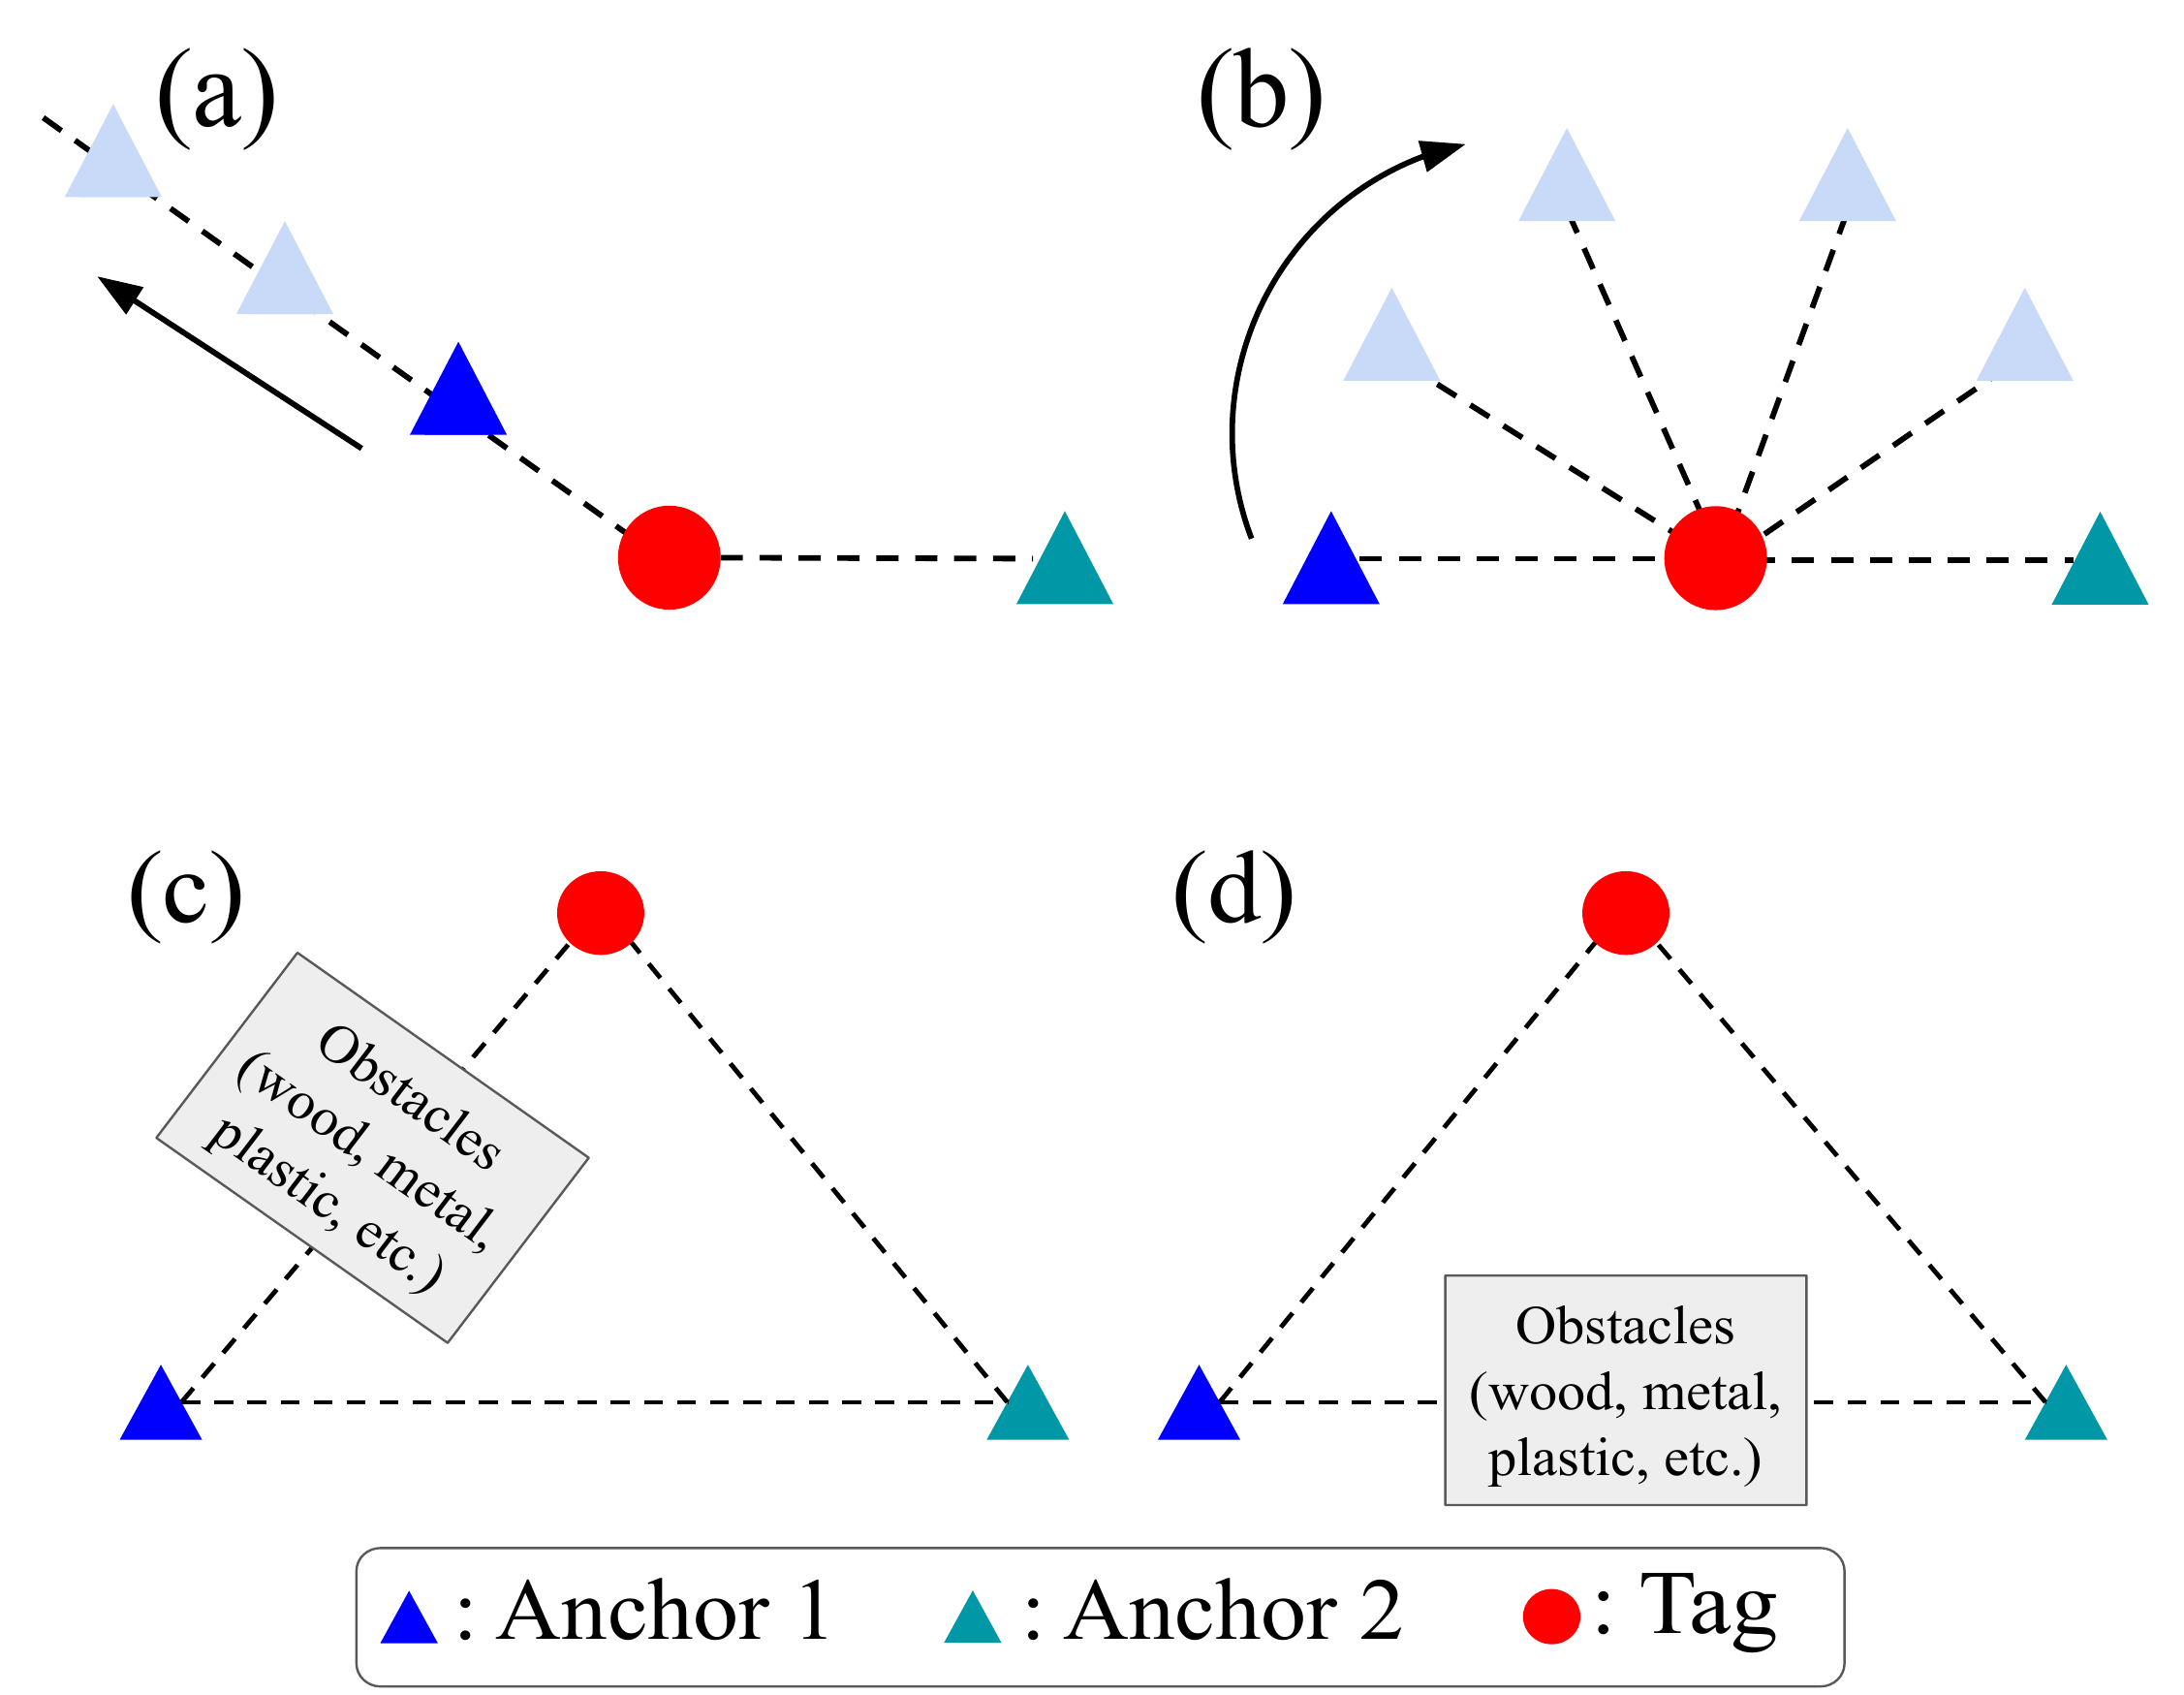 (a)
(b)
(c)
Obstacles
(wood, metal,
plastic, etc.)
(d)
Obstacles
(wood, metal,
plastic, etc.)
: Anchor 1
: Anchor 2
: Tag